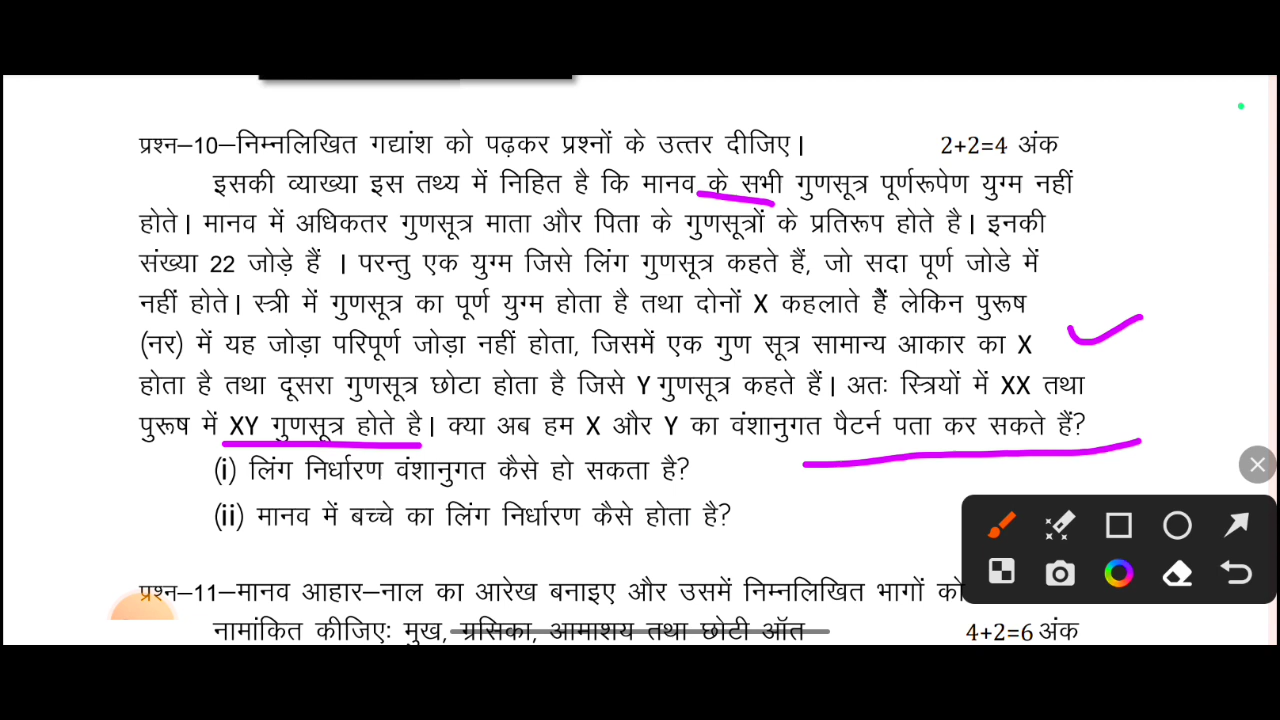 प्रश्न–10–निम्नलिखित गद्यांश को पढ़कर प्रश्नों के उत्तर दीजिए। 2+2=4 अंक
इसकी व्याख्या इस तथ्य में निहित है कि मानव के सभी गुणसूत्र पूर्णरूपेण युग्म नहीं
होते। मानव में अधिकतर गुणसूत्र माता और पिता के गुणसूत्रों के प्रतिरूप होते है। इनकी
संख्या 22 जोड़े हैं । परन्तु एक युग्म जिसे लिंग गुणसूत्र कहते हैं, जो सदा पूर्ण जोडे में
नहीं होते। स्त्री में गुणसूत्र का पूर्ण युग्म होता है तथा दोनों X कहलाते हैं लेकिन पुरूष
(नर) में यह जोड़ा परिपूर्ण जोड़ा नहीं होता, जिसमें एक गुण सूत्र सामान्य आकार का X
होता है तथा दूसरा गुणसूत्र छोटा होता है जिसे Y गुणसूत्र कहते हैं। अतः स्त्रियों में XX तथा
पुरूष में XY गुणसूत्र होते है। क्या अब हम X और Y का वंशानुगत पैटर्न पता कर सकते हैं?
(i) लिंग निर्धारण वंशानुगत कैसे हो सकता है?
(ii) मानव में बच्चे का लिंग निर्धारण कैसे होता है?
प्रश्न–11–मानव आहार–नाल का आरेख बनाइए और उसमें निम्नलिखित भागों को
नामांकित कीजिएः मुख, ग्रसिका, आमाशय तथा छोटी ऑत 4+2=6 अंक